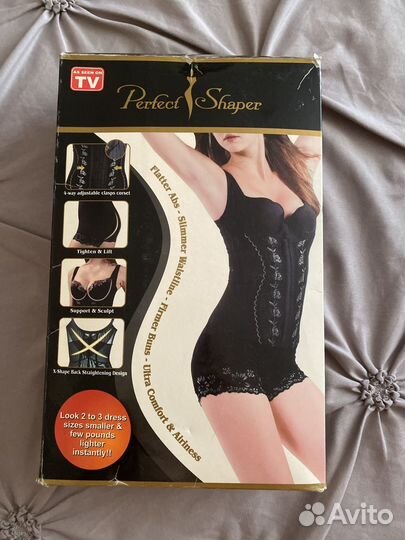 AS SEEN ON
TV
Perfect Shaper
4-way adjustable clasps corset
Tighten & Lift
Support & Sculpt
X-Shape Back Straightening Design
Flatter Abs - Slimmer Waistline - Firmer Buns - Ultra Comfort & Airiness
Look 2 to 3 dress
sizes smaller &
few pounds
lighter
instantly!!
Avito